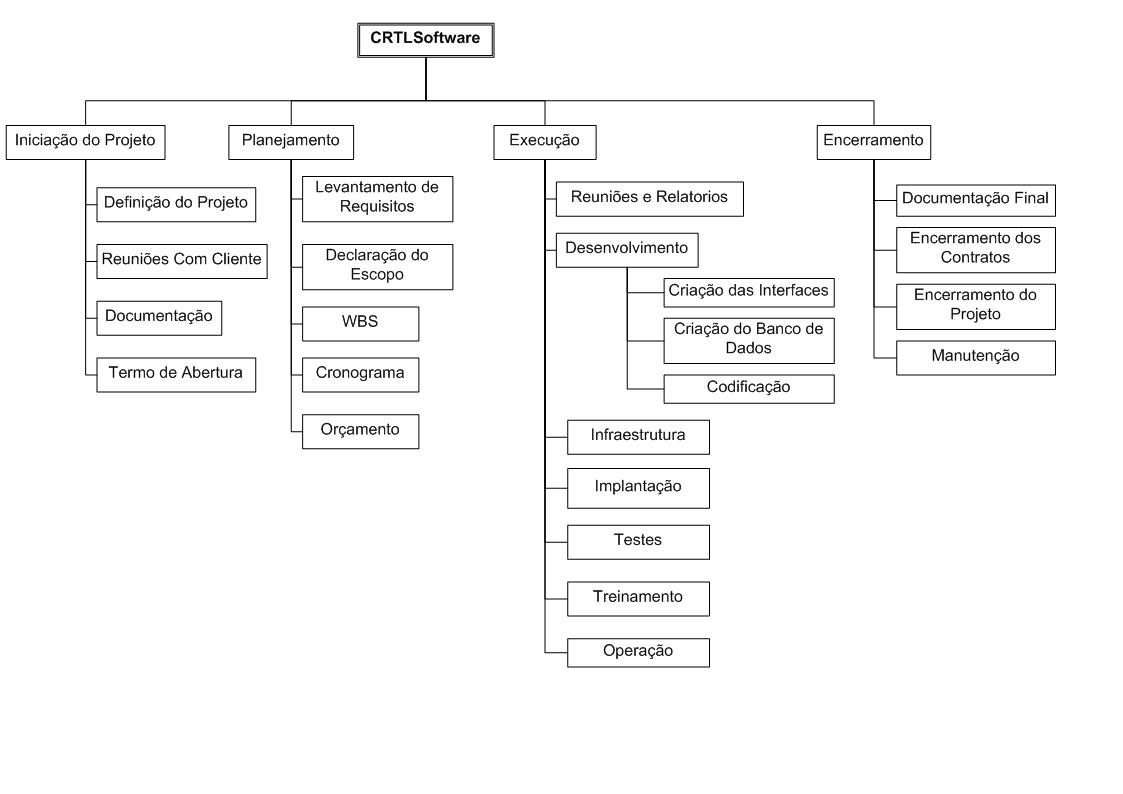 CRTLSoftware
Iniciação do Projeto
Definição do Projeto
Reuniões Com Cliente
Documentação
Termo de Abertura
Planejamento
Levantamento de
Requisitos
Declaração do
Escopo
WBS
Cronograma
Orçamento
Execução
Reuniões e Relatorios
Desenvolvimento
Criação das Interfaces
Criação do Banco de
Dados
Codificação
Infraestrutura
Implantação
Testes
Treinamento
Operação
Encerramento
Documentação Final
Encerramento dos
Contratos
Encerramento do
Projeto
Manutenção